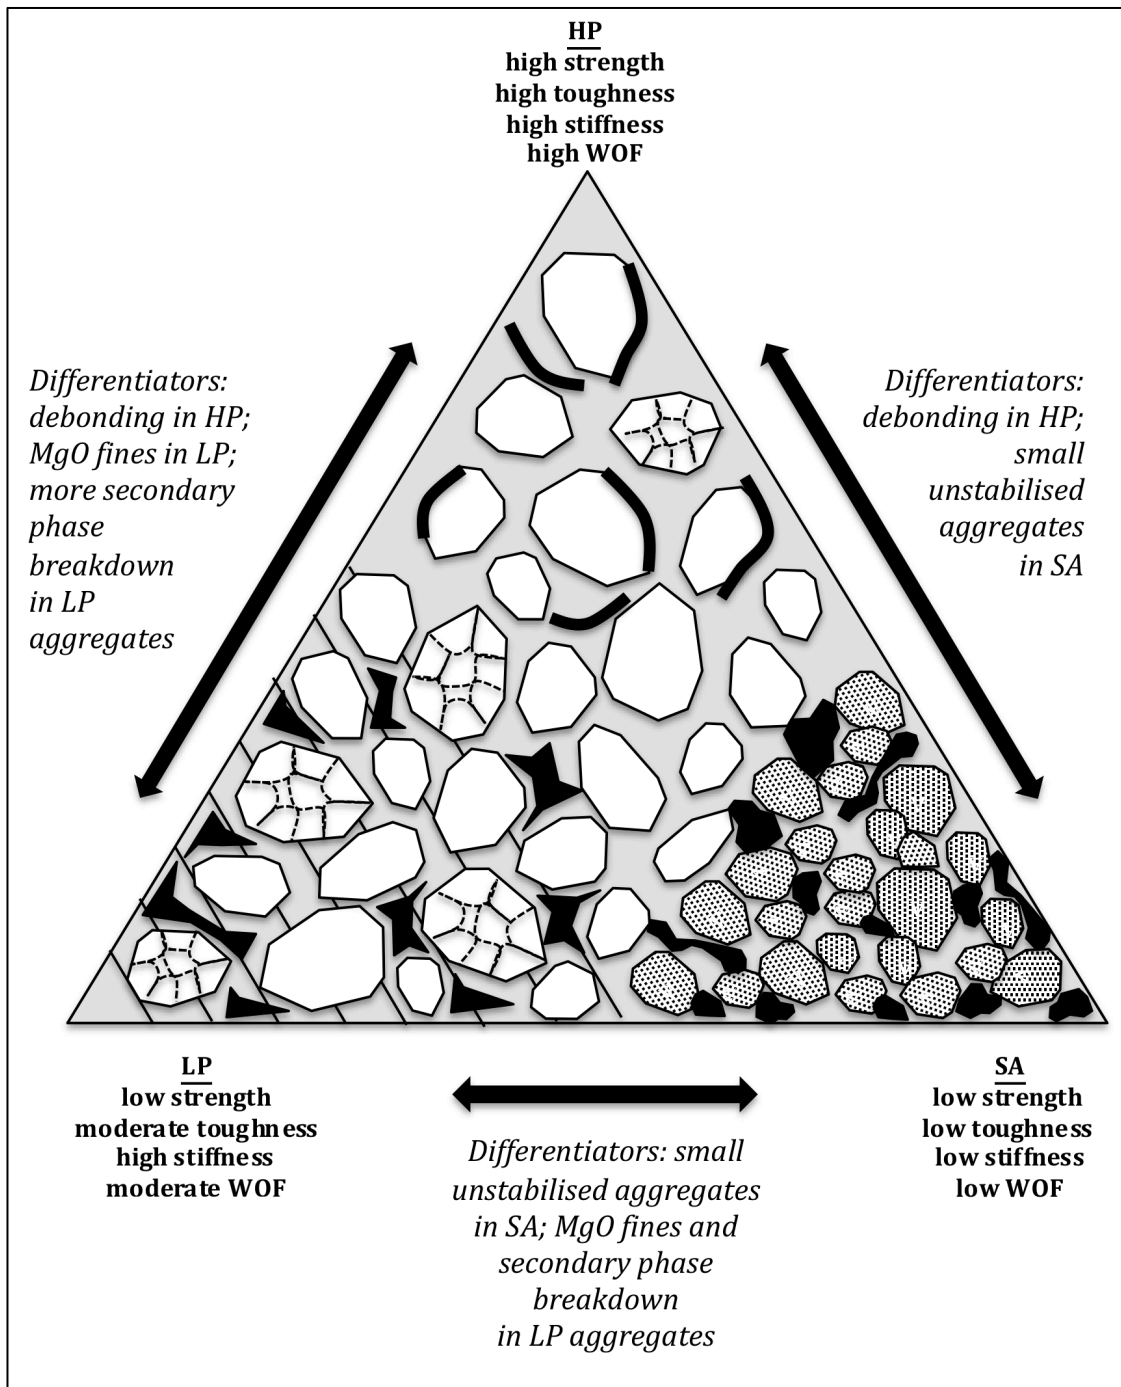 HP
high strength
high toughness
high stiffness
high WOF
Differentiators:
debonding in HP;
MgO fines in LP;
more secondary
phase
breakdown
in LP
aggregates
Differentiators:
debonding in HP;
small
unstabilised
aggregates
in SA
LP
low strength
moderate toughness
high stiffness
moderate WOF
Differentiators: small
unstabilised aggregates
in SA; MgO fines and
secondary phase
breakdown
in LP aggregates
SA
low strength
low toughness
low stiffness
low WOF